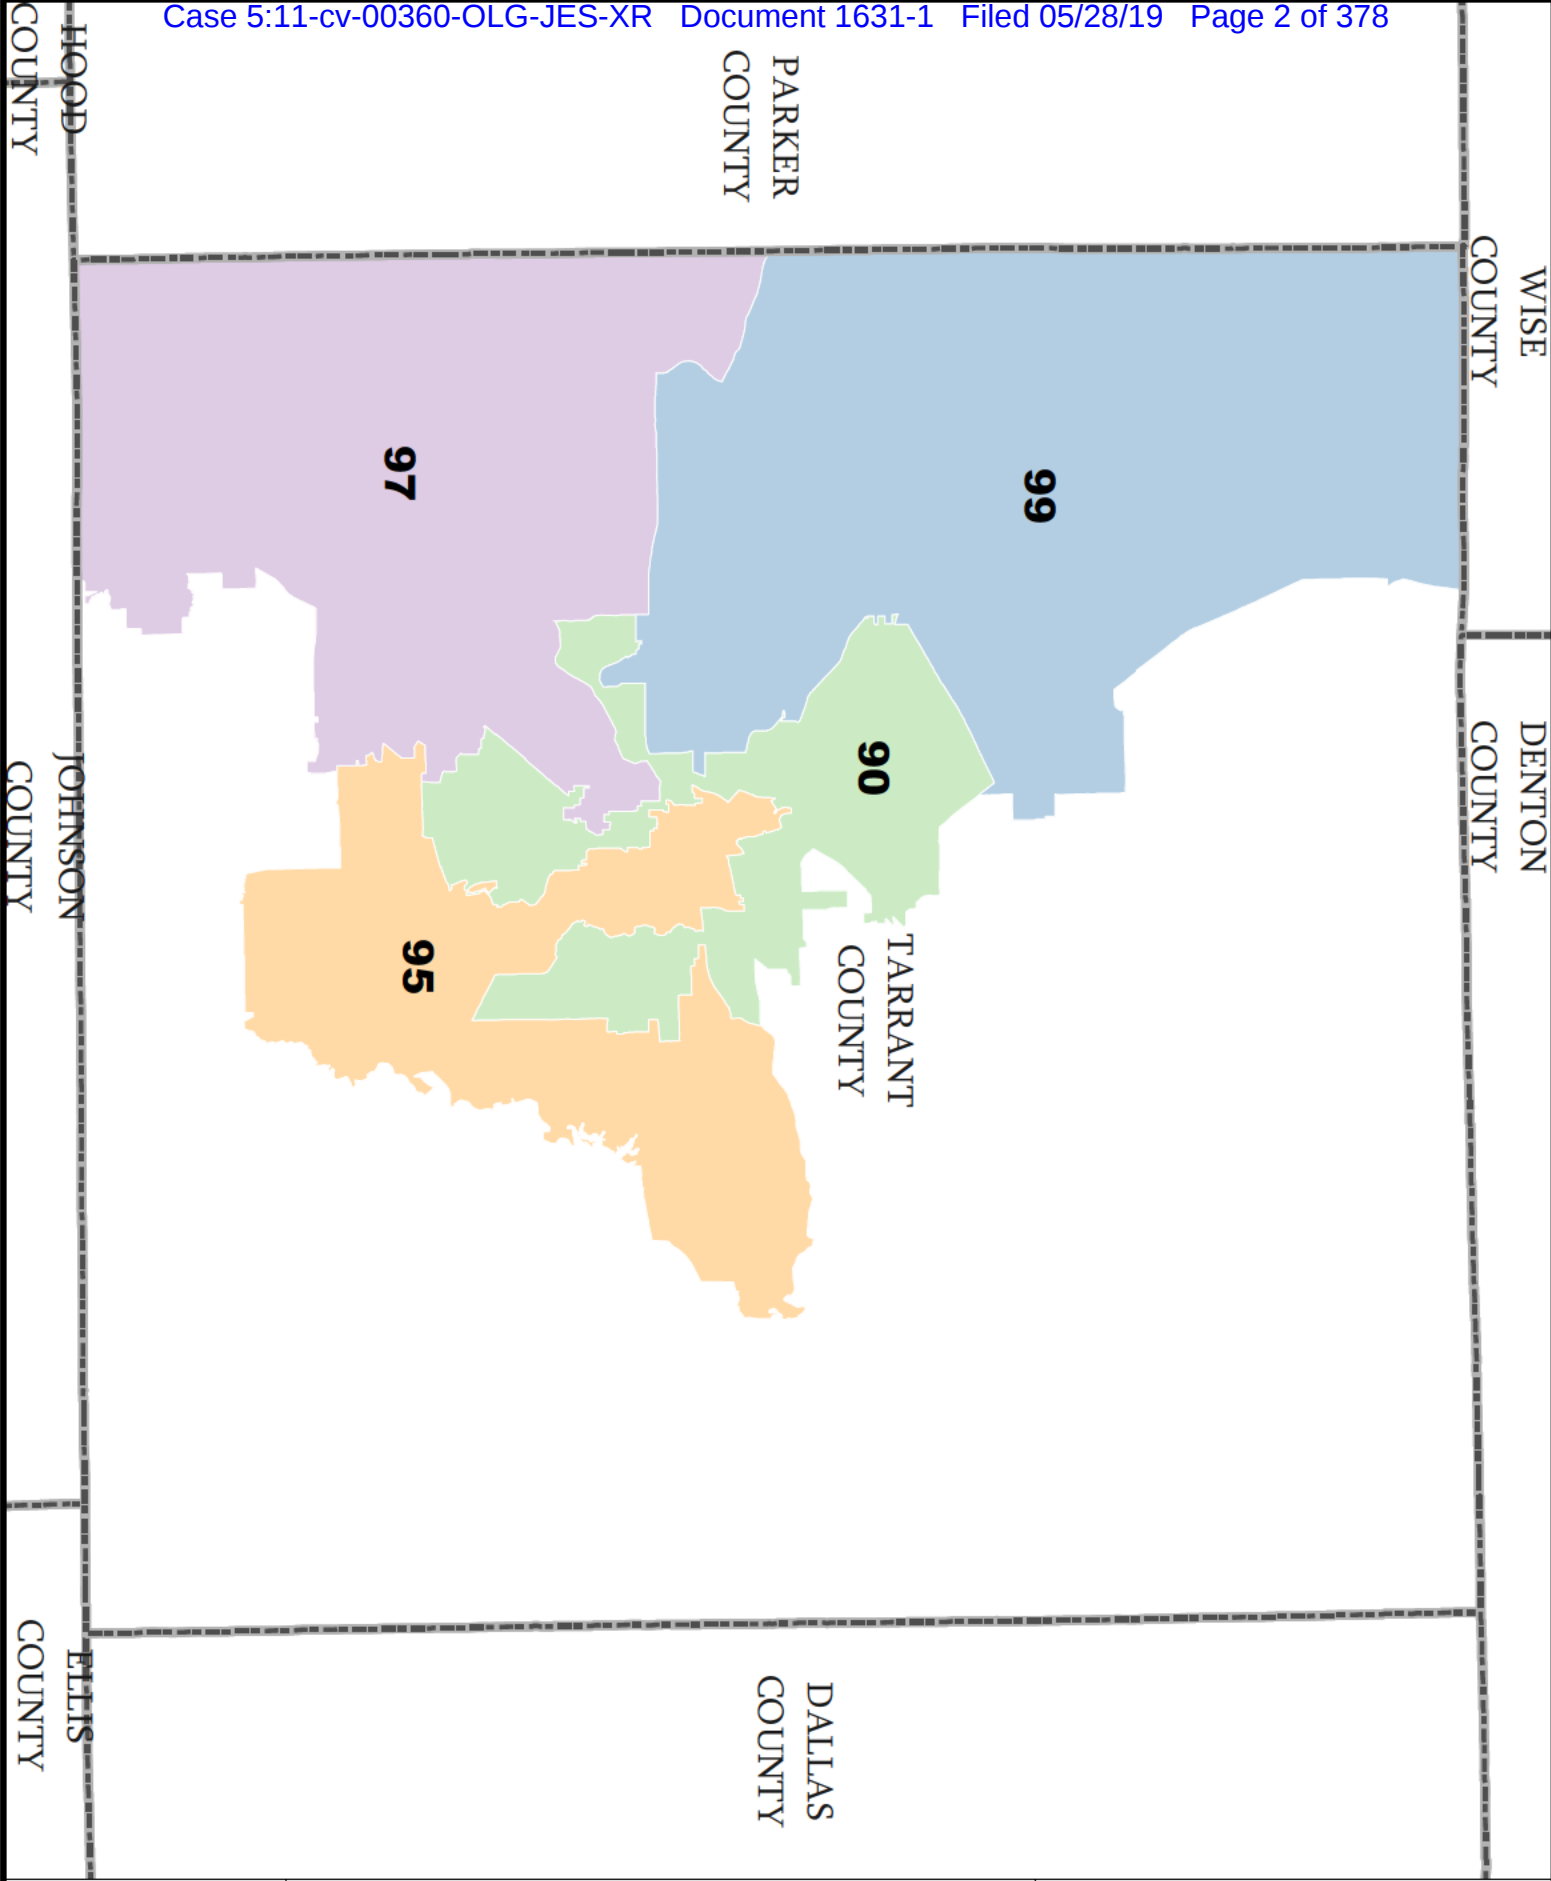 Case 5:11-cv-00360-OLG-JES-XR Document 1631-1 Filed 05/28/19 Page 2 of 378
HOOD
COUNTY
PARKER
COUNTY
WISE
COUNTY
97
99
90
95
DENTON
COUNTY
JOHNSON
COUNTY
TARRANT
COUNTY
ELLIS
COUNTY
DALLAS
COUNTY